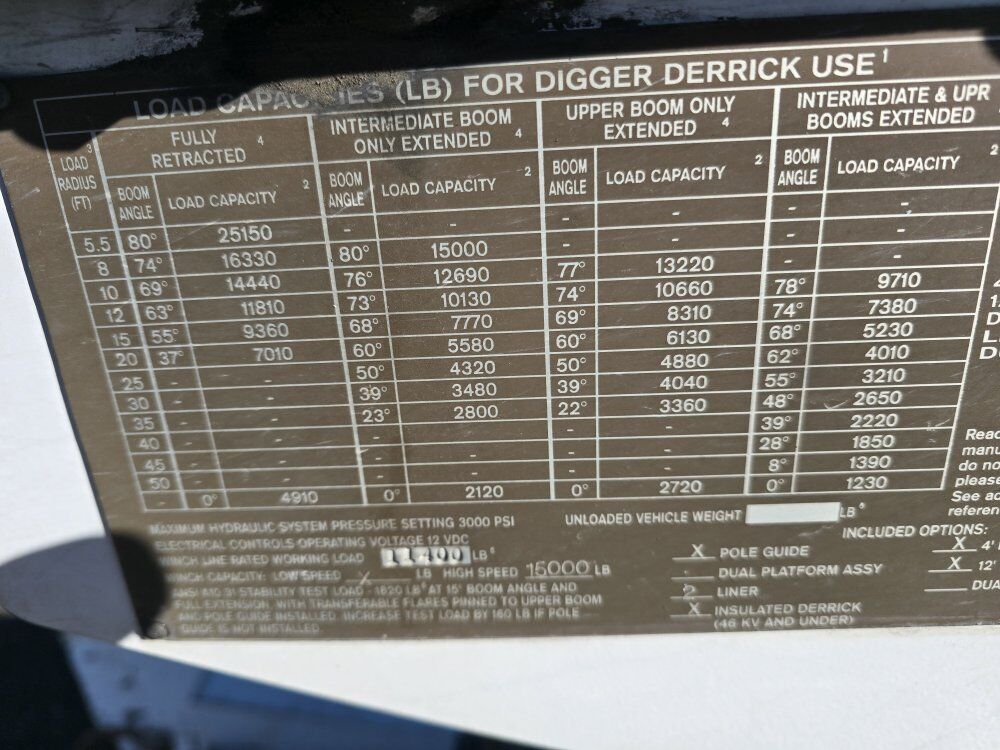 LOAD CAPACITIES (LB) FOR DIGGER DERRICK USE 1
LOAD RADIUS (FT) 3
FULLY RETRACTED 4
INTERMEDIATE BOOM ONLY EXTENDED 4
UPPER BOOM ONLY EXTENDED 4
INTERMEDIATE & UPR BOOMS EXTENDED
BOOM ANGLE LOAD CAPACITY 2 BOOM ANGLE LOAD CAPACITY 2 BOOM ANGLE LOAD CAPACITY 2 BOOM ANGLE LOAD CAPACITY 2
5.5 80° 25150 - - - - - -
8 74° 16330 80° 15000 - - - -
10 69° 14440 76° 12690 77° 13220 - -
12 63° 11810 73° 10130 74° 10660 78° 9710
15 55° 9360 68° 7770 69° 8310 74° 7380
20 37° 7010 60° 5580 60° 6130 68° 5230
25 - - 50° 4320 50° 4880 62° 4010
30 - - 39° 3480 39° 4040 55° 3210
35 - - 23° 2800 22° 3360 48° 2650
40 - - - - - - 39° 2220
45 - - - - - - 28° 1850
50 - - - - - - 8° 1390
- 0° 4910 0° 2120 0° 2720 0° 1230
MAXIMUM HYDRAULIC SYSTEM PRESSURE SETTING 3000 PSI
ELECTRICAL CONTROLS OPERATING VOLTAGE 12 VDC
WINCH LINE RATED WORKING LOAD 11400 LB 6
WINCH CAPACITY: LOW SPEED X LB HIGH SPEED 15000 LB
ANSI A10.31 STABILITY TEST LOAD - 1620 LB 6 AT 15° BOOM ANGLE AND
FULL EXTENSION, WITH TRANSFERABLE FLARES PINNED TO UPPER BOOM
AND POLE GUIDE INSTALLED. INCREASE TEST LOAD BY 160 LB IF POLE
GUIDE IS NOT INSTALLED.
UNLOADED VEHICLE WEIGHT LB 6
INCLUDED OPTIONS:
X POLE GUIDE
DUAL PLATFORM ASSY
LINER
X INSULATED DERRICK
(46 KV AND UNDER)
X 4'
X 12'
DUA
Read
manu
do no
please
See ad
referen